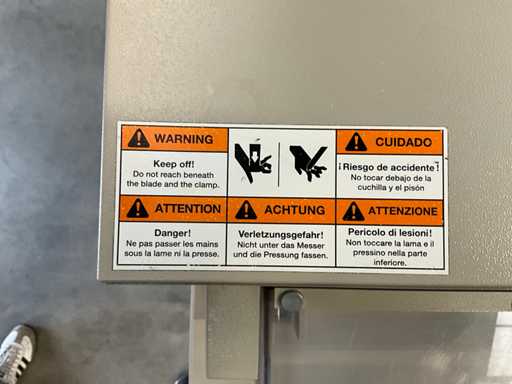 WARNING
Keep off!
Do not reach beneath
the blade and the clamp.
CUIDADO
¡Riesgo de accidente!
No tocar debajo de la
cuchilla y el pisón
ATTENTION
Danger!
Ne pas passer les mains
sous la lame ni la presse.
ACHTUNG
Verletzungsgefahr!
Nicht unter das Messer
und die Pressung fassen.
ATTENZIONE
Pericolo di lesioni!
Non toccare la lama e il
pressino nella parte
inferiore.